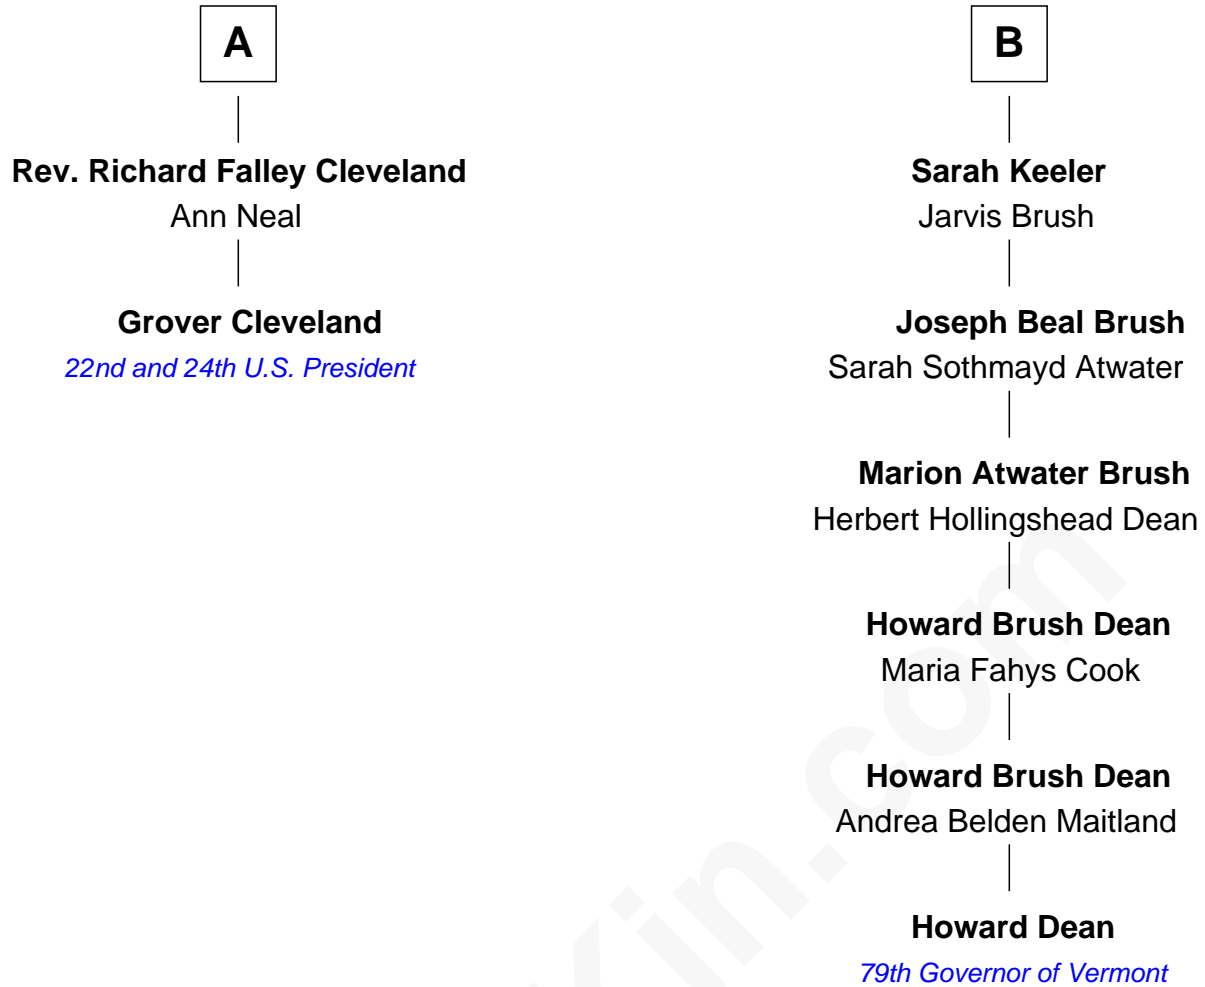 A
Rev. Richard Falley Cleveland
Ann Neal
Grover Cleveland
22nd and 24th U.S. President
B
Sarah Keeler
Jarvis Brush
Joseph Beal Brush
Sarah Sothmayd Atwater
Marion Atwater Brush
Herbert Hollingshead Dean
Howard Brush Dean
Maria Fahys Cook
Howard Brush Dean
Andrea Belden Maitland
Howard Dean
79th Governor of Vermont